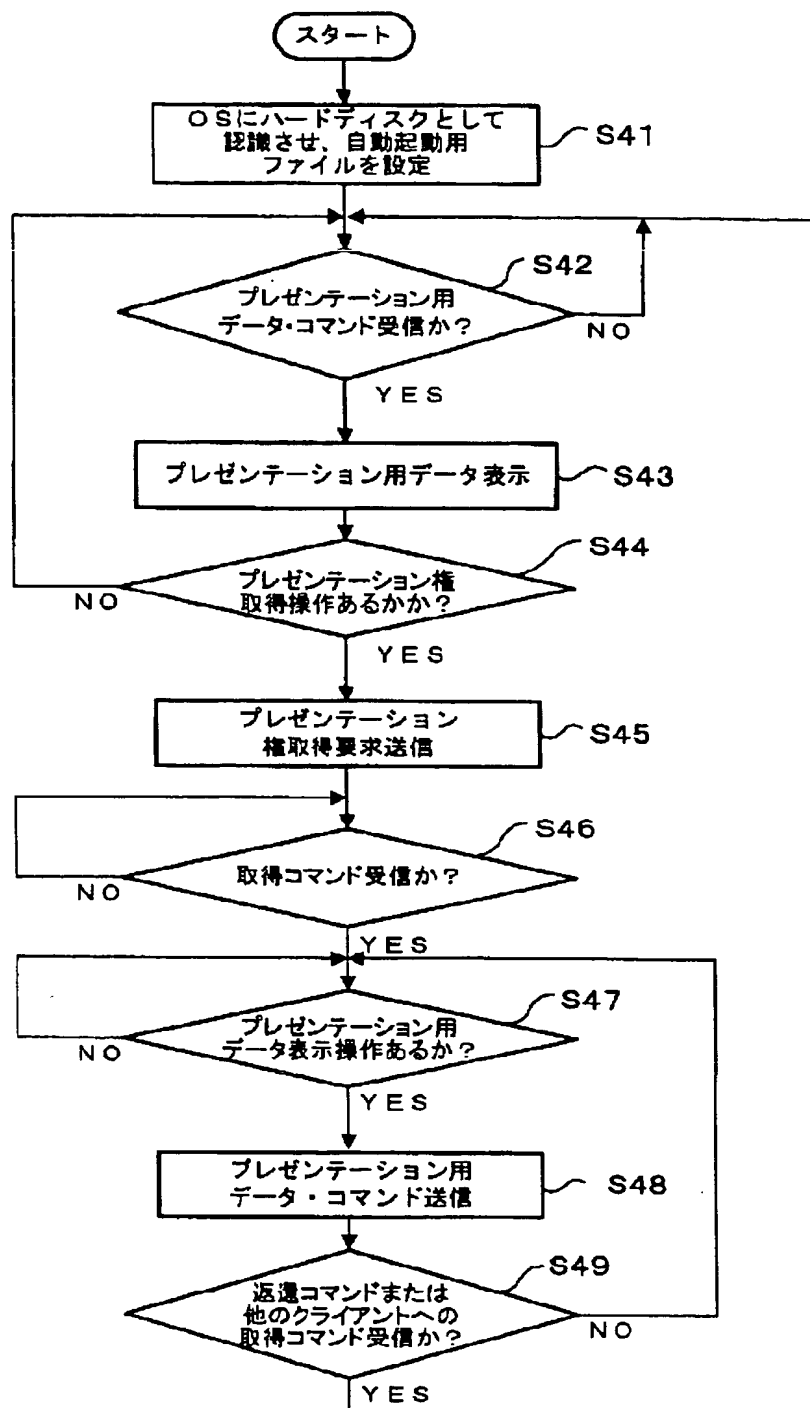 スタート
OSにハードディスクとして
認識させ、自動起動用
ファイルを設定
S41
S42
プレゼンテーション用
データ・コマンド受信か?
NO
YES
プレゼンテーション用データ表示
S43
S44
プレゼンテーション権
取得操作あるかか?
NO
YES
プレゼンテーション
権取得要求送信
S45
S46
取得コマンド受信か?
NO
YES
S47
プレゼンテーション用
データ表示操作あるか?
NO
YES
プレゼンテーション用
データ・コマンド送信
S48
S49
返還コマンドまたは
他のクライアントへの
取得コマンド受信か?
NO
YES